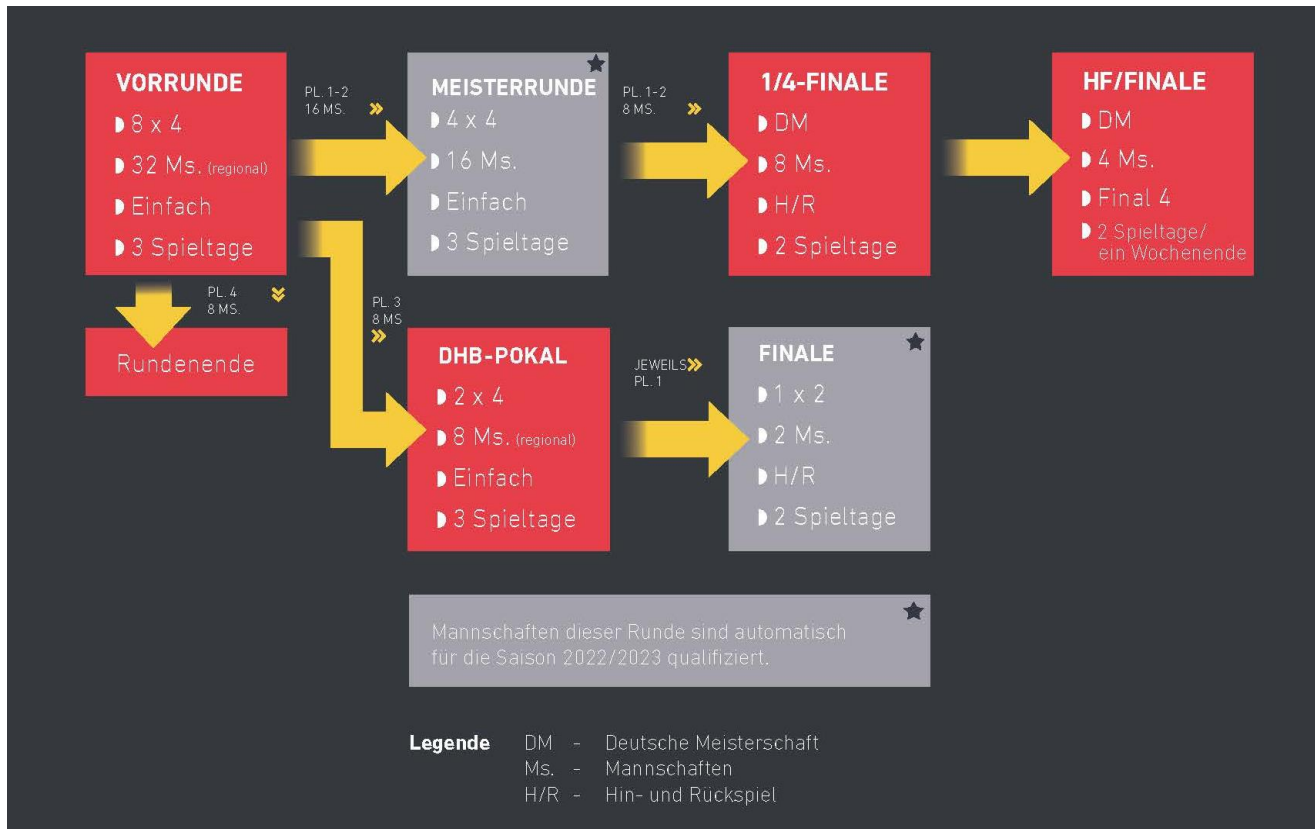 VORRUNDE
8 x 4
32 Ms. (regional)
Einfach
3 Spieltage
PL. 1-2
16 MS.
MEISTERRUNDE
4 x 4
16 Ms.
Einfach
3 Spieltage
PL. 1-2
8 MS.
1/4-FINALE
DM
8 Ms.
H/R
2 Spieltage
HF/FINALE
DM
4 Ms.
Final 4
2 Spieltage/
ein Wochenende
PL. 4
8 MS.
Rundenende
PL. 3
8 MS
DHB-POKAL
2 x 4
8 Ms. (regional)
Einfach
3 Spieltage
JEWEILS
PL. 1
FINALE
1 x 2
2 Ms.
H/R
2 Spieltage
Mannschaften dieser Runde sind automatisch
für die Saison 2022/2023 qualifiziert.
Legende DM - Deutsche Meisterschaft
Ms. - Mannschaften
H/R - Hin- und Rückspiel